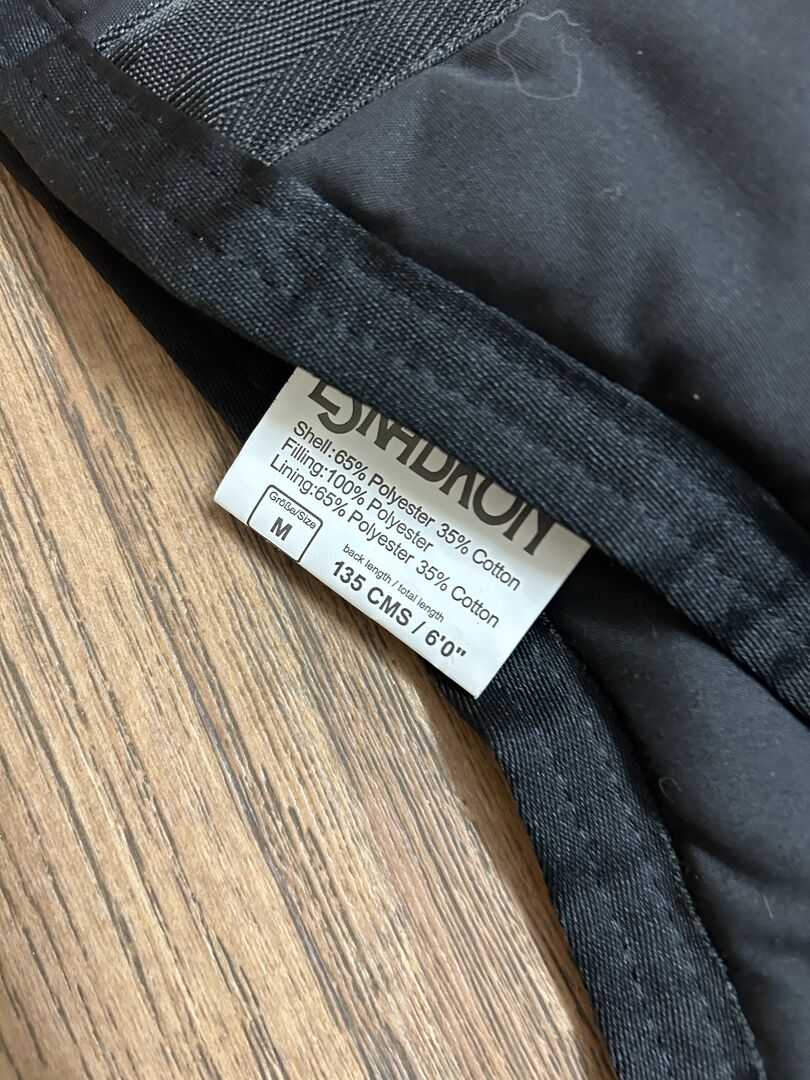 ESKADRON
Shell:65% Polyester 35% Cotton
Filling:100% Polyester
Lining:65% Polyester 35% Cotton
Größe/Size
M
back length / total length
135 CMS / 6'0"